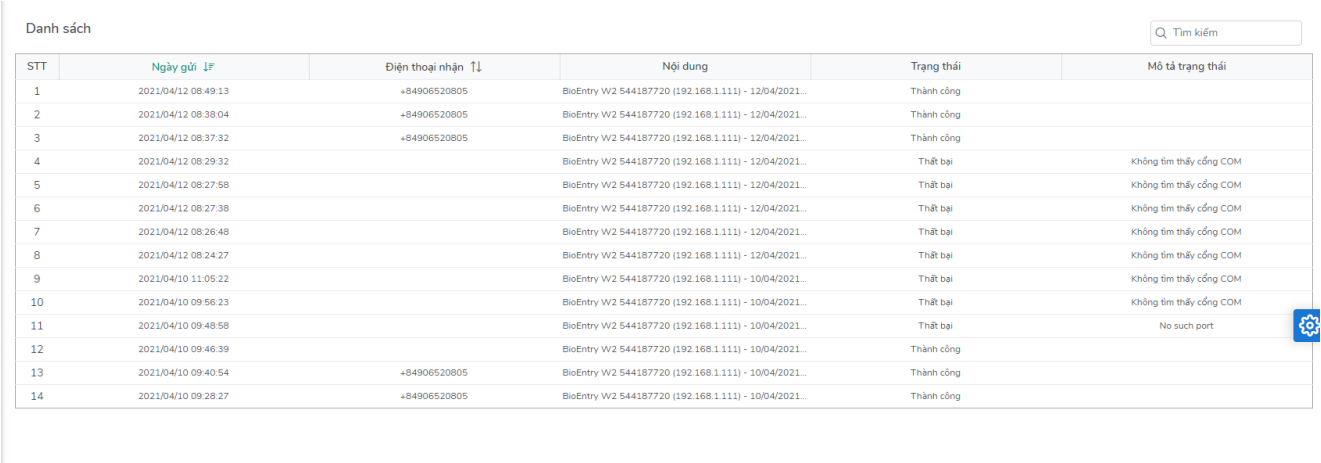 Danh sách
Tìm kiếm
STT Ngày gửi Điện thoại nhận Nội dung Trạng thái Mô tả trạng thái
1 2021/04/12 08:49:13 +84906520805 BioEntry W2 544187720 (192.168.1.111) - 12/04/2021... Thành công
2 2021/04/12 08:38:04 +84906520805 BioEntry W2 544187720 (192.168.1.111) - 12/04/2021... Thành công
3 2021/04/12 08:37:32 +84906520805 BioEntry W2 544187720 (192.168.1.111) - 12/04/2021... Thành công
4 2021/04/12 08:29:32 BioEntry W2 544187720 (192.168.1.111) - 12/04/2021... Thất bại Không tìm thấy cổng COM
5 2021/04/12 08:27:58 BioEntry W2 544187720 (192.168.1.111) - 12/04/2021... Thất bại Không tìm thấy cổng COM
6 2021/04/12 08:27:38 BioEntry W2 544187720 (192.168.1.111) - 12/04/2021... Thất bại Không tìm thấy cổng COM
7 2021/04/12 08:26:48 BioEntry W2 544187720 (192.168.1.111) - 12/04/2021... Thất bại Không tìm thấy cổng COM
8 2021/04/12 08:24:27 BioEntry W2 544187720 (192.168.1.111) - 12/04/2021... Thất bại Không tìm thấy cổng COM
9 2021/04/10 11:05:22 BioEntry W2 544187720 (192.168.1.111) - 10/04/2021... Thất bại Không tìm thấy cổng COM
10 2021/04/10 09:56:23 BioEntry W2 544187720 (192.168.1.111) - 10/04/2021... Thất bại Không tìm thấy cổng COM
11 2021/04/10 09:48:58 BioEntry W2 544187720 (192.168.1.111) - 10/04/2021... Thất bại No such port
12 2021/04/10 09:46:39 BioEntry W2 544187720 (192.168.1.111) - 10/04/2021... Thành công
13 2021/04/10 09:40:54 +84906520805 BioEntry W2 544187720 (192.168.1.111) - 10/04/2021... Thành công
14 2021/04/10 09:28:27 +84906520805 BioEntry W2 544187720 (192.168.1.111) - 10/04/2021... Thành công